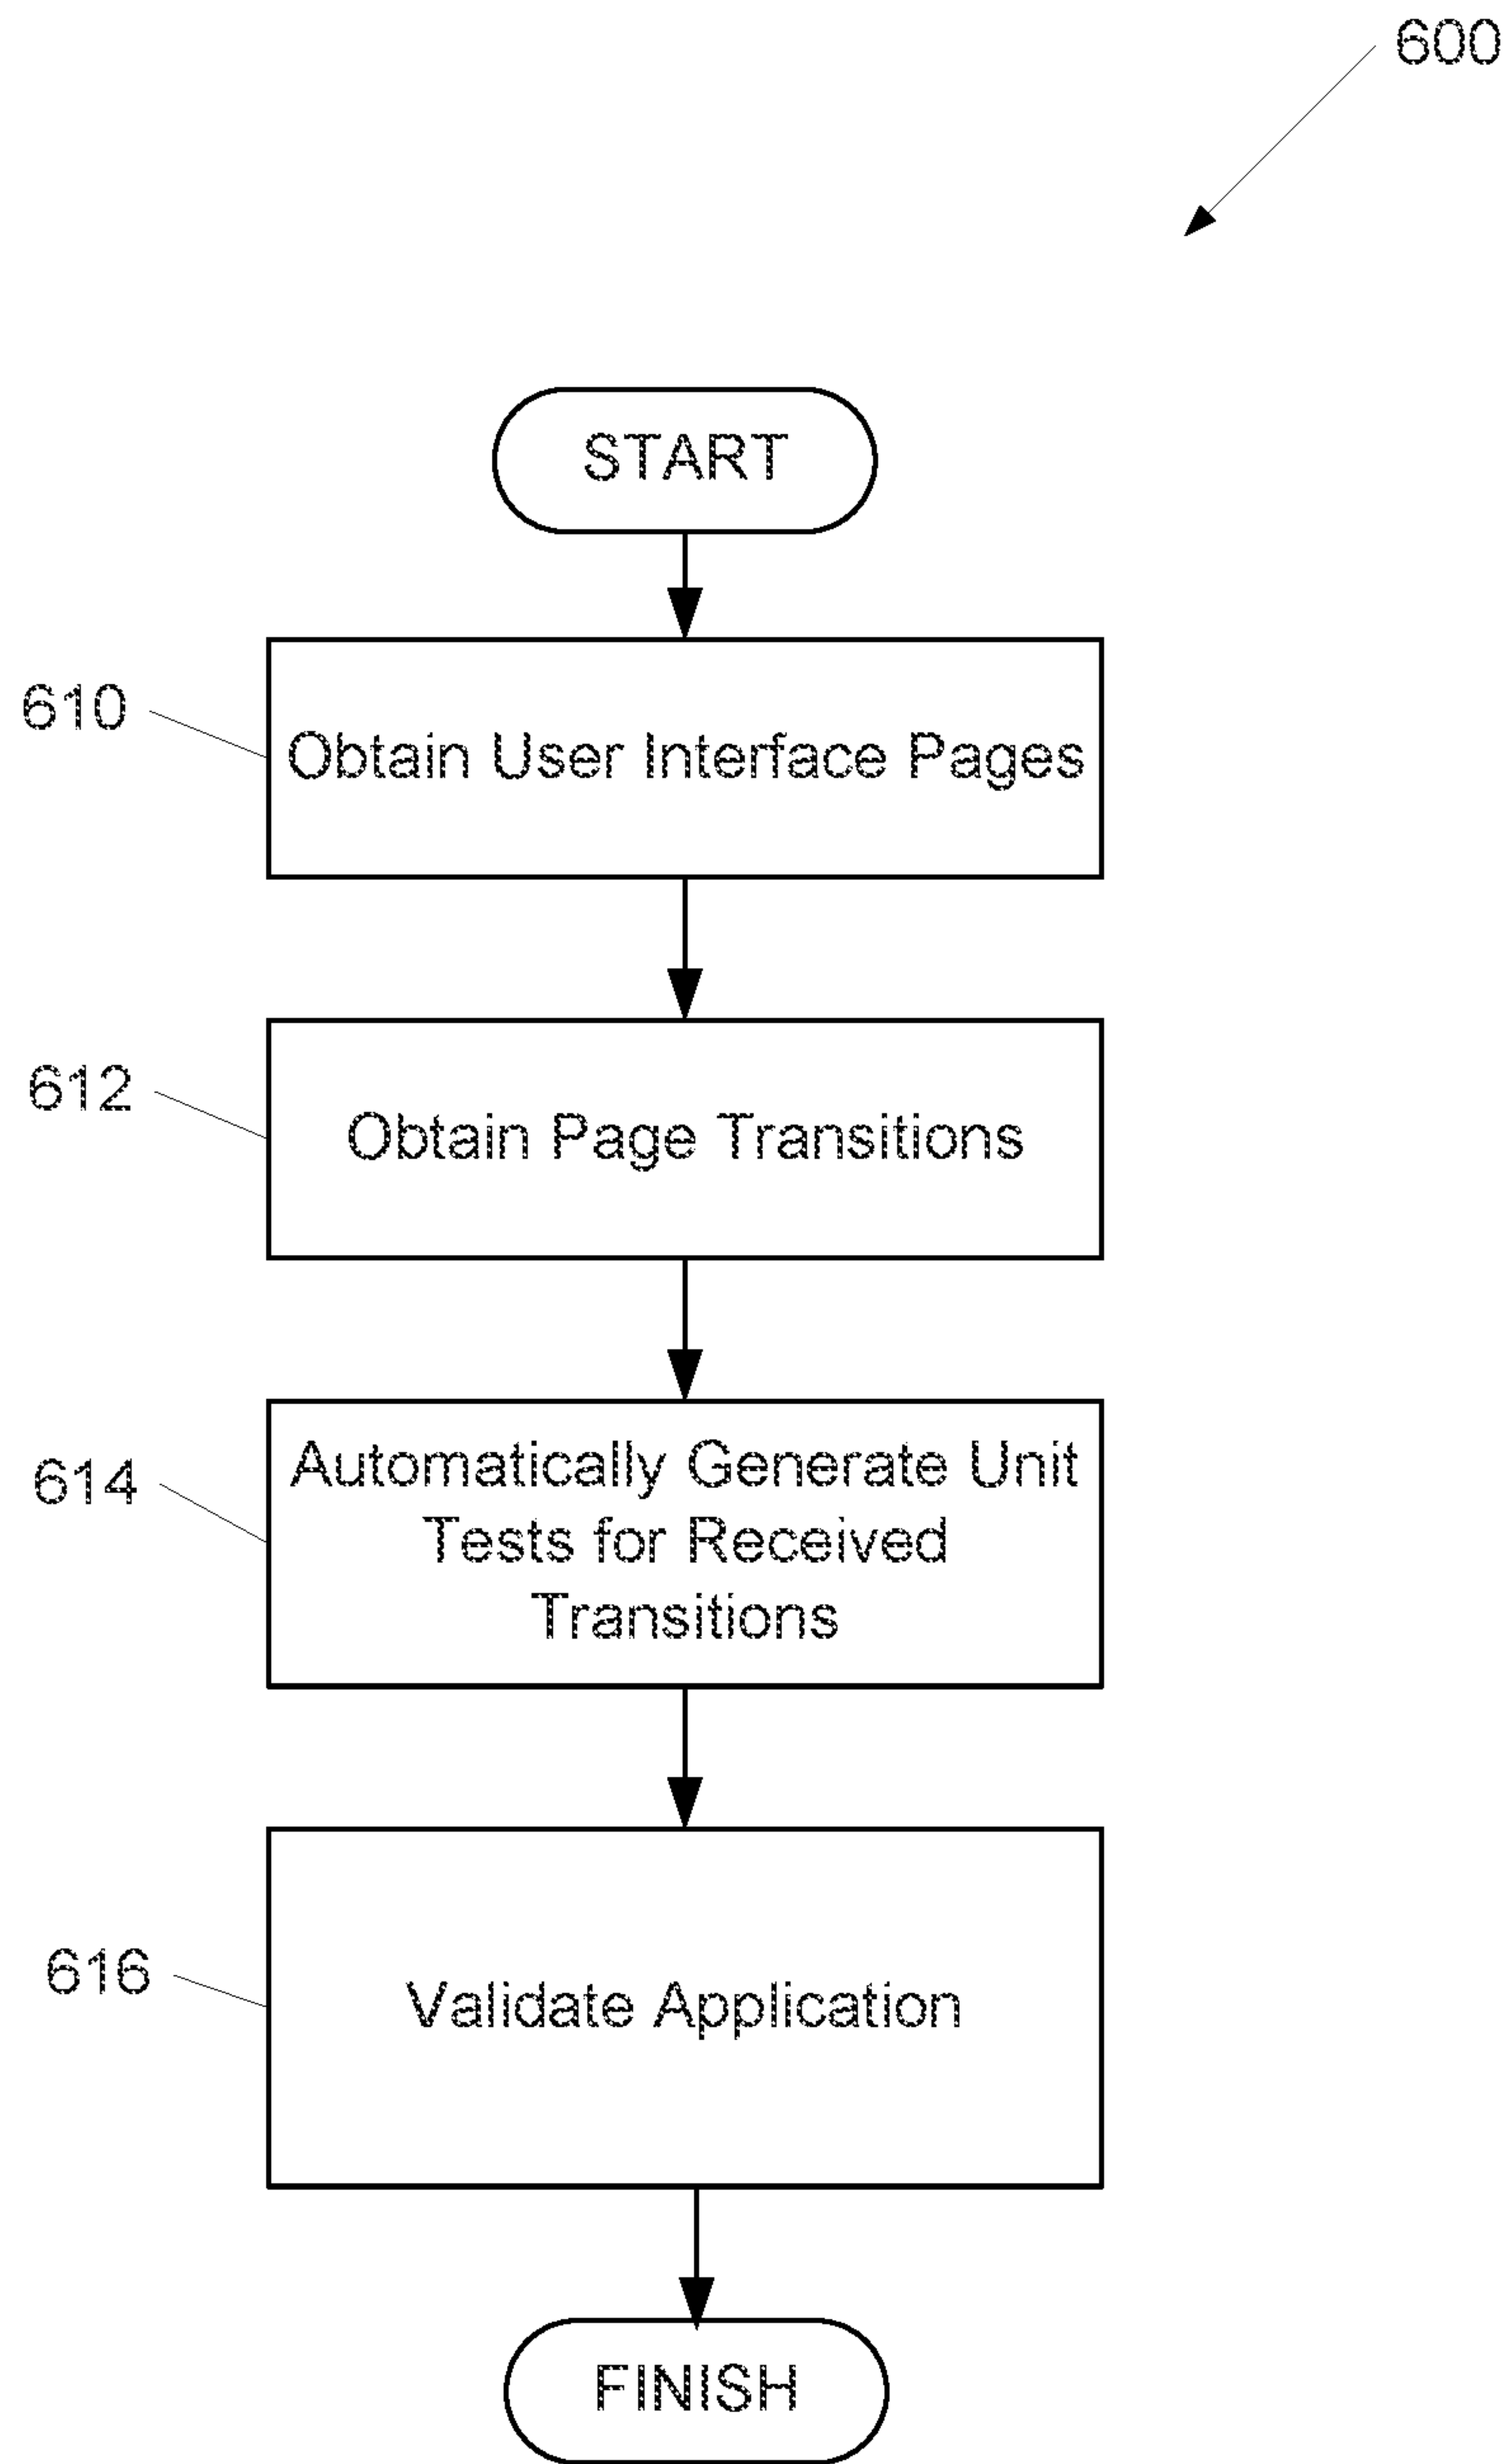 600
START
610
Obtain User Interface Pages
612
Obtain Page Transitions
614
Automatically Generate Unit
Tests for Received
Transitions
616
Validate Application
FINISH